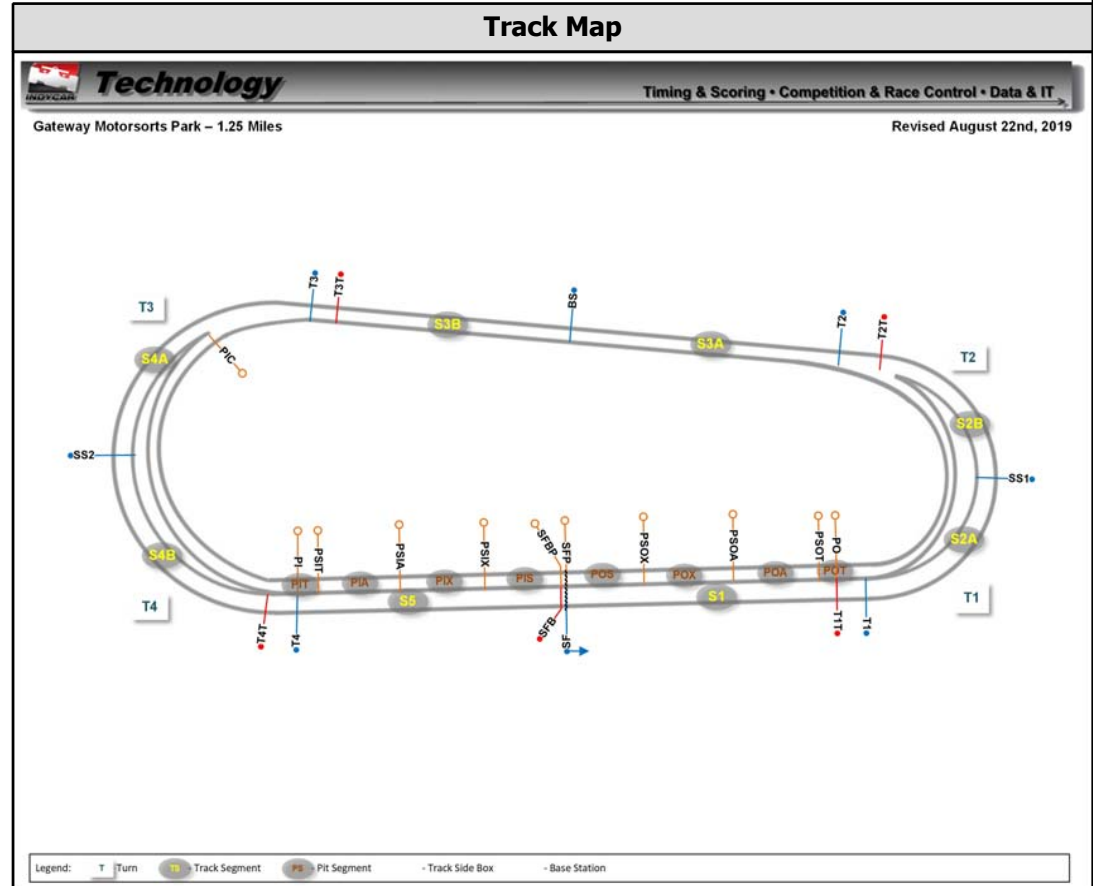 Track Map
INDYCAR
Technology
Timing & Scoring • Competition & Race Control • Data & IT
Gateway Motorsorts Park – 1.25 Miles
Revised August 22nd, 2019
T3
T3T
BS
T3
S3B
S3A
T2
T2T
T2
S4A
PIC
S2B
SS2
SS1
PI
PSIT
PSIA
PSIX
SFBP
SFP
PSOX
PSOA
PSOT
PO
S4B
S2A
PIT
PIA
PIX
PIS
POS
POX
POA
POT
S5
S1
T4
T1
T4T
T4
SFB
SF
T1T
T1
Legend:
T
Turn
TS
- Track Segment
PS
- Pit Segment
- Track Side Box
- Base Station